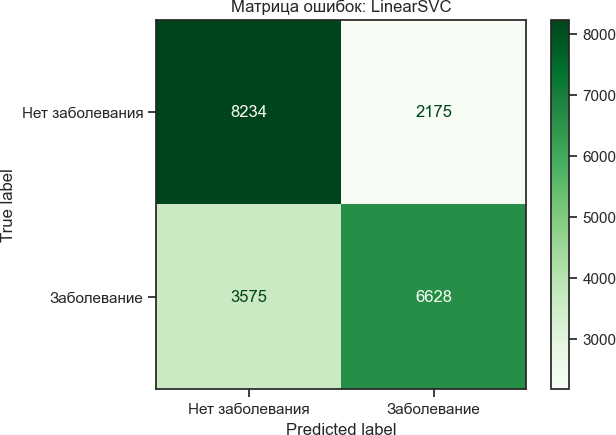 Матрица ошибок: LinearSVC
True label
Нет заболевания
8234
2175
Заболевание
3575
6628
Нет заболевания
Заболевание
Predicted label
8000
7000
6000
5000
4000
3000